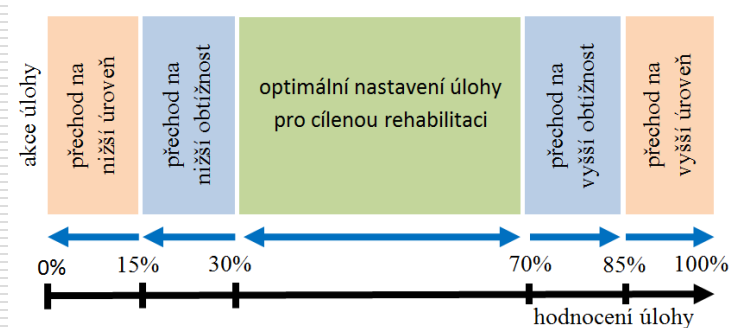 akce úlohy
přechod na
nižší úroveň
přechod na
nižší obtížnost
optimální nastavení úlohy
pro cílenou rehabilitaci
přechod na
vyšší obtížnost
přechod na
vyšší úroveň
0% 15% 30% 70% 85% 100%
hodnocení úlohy